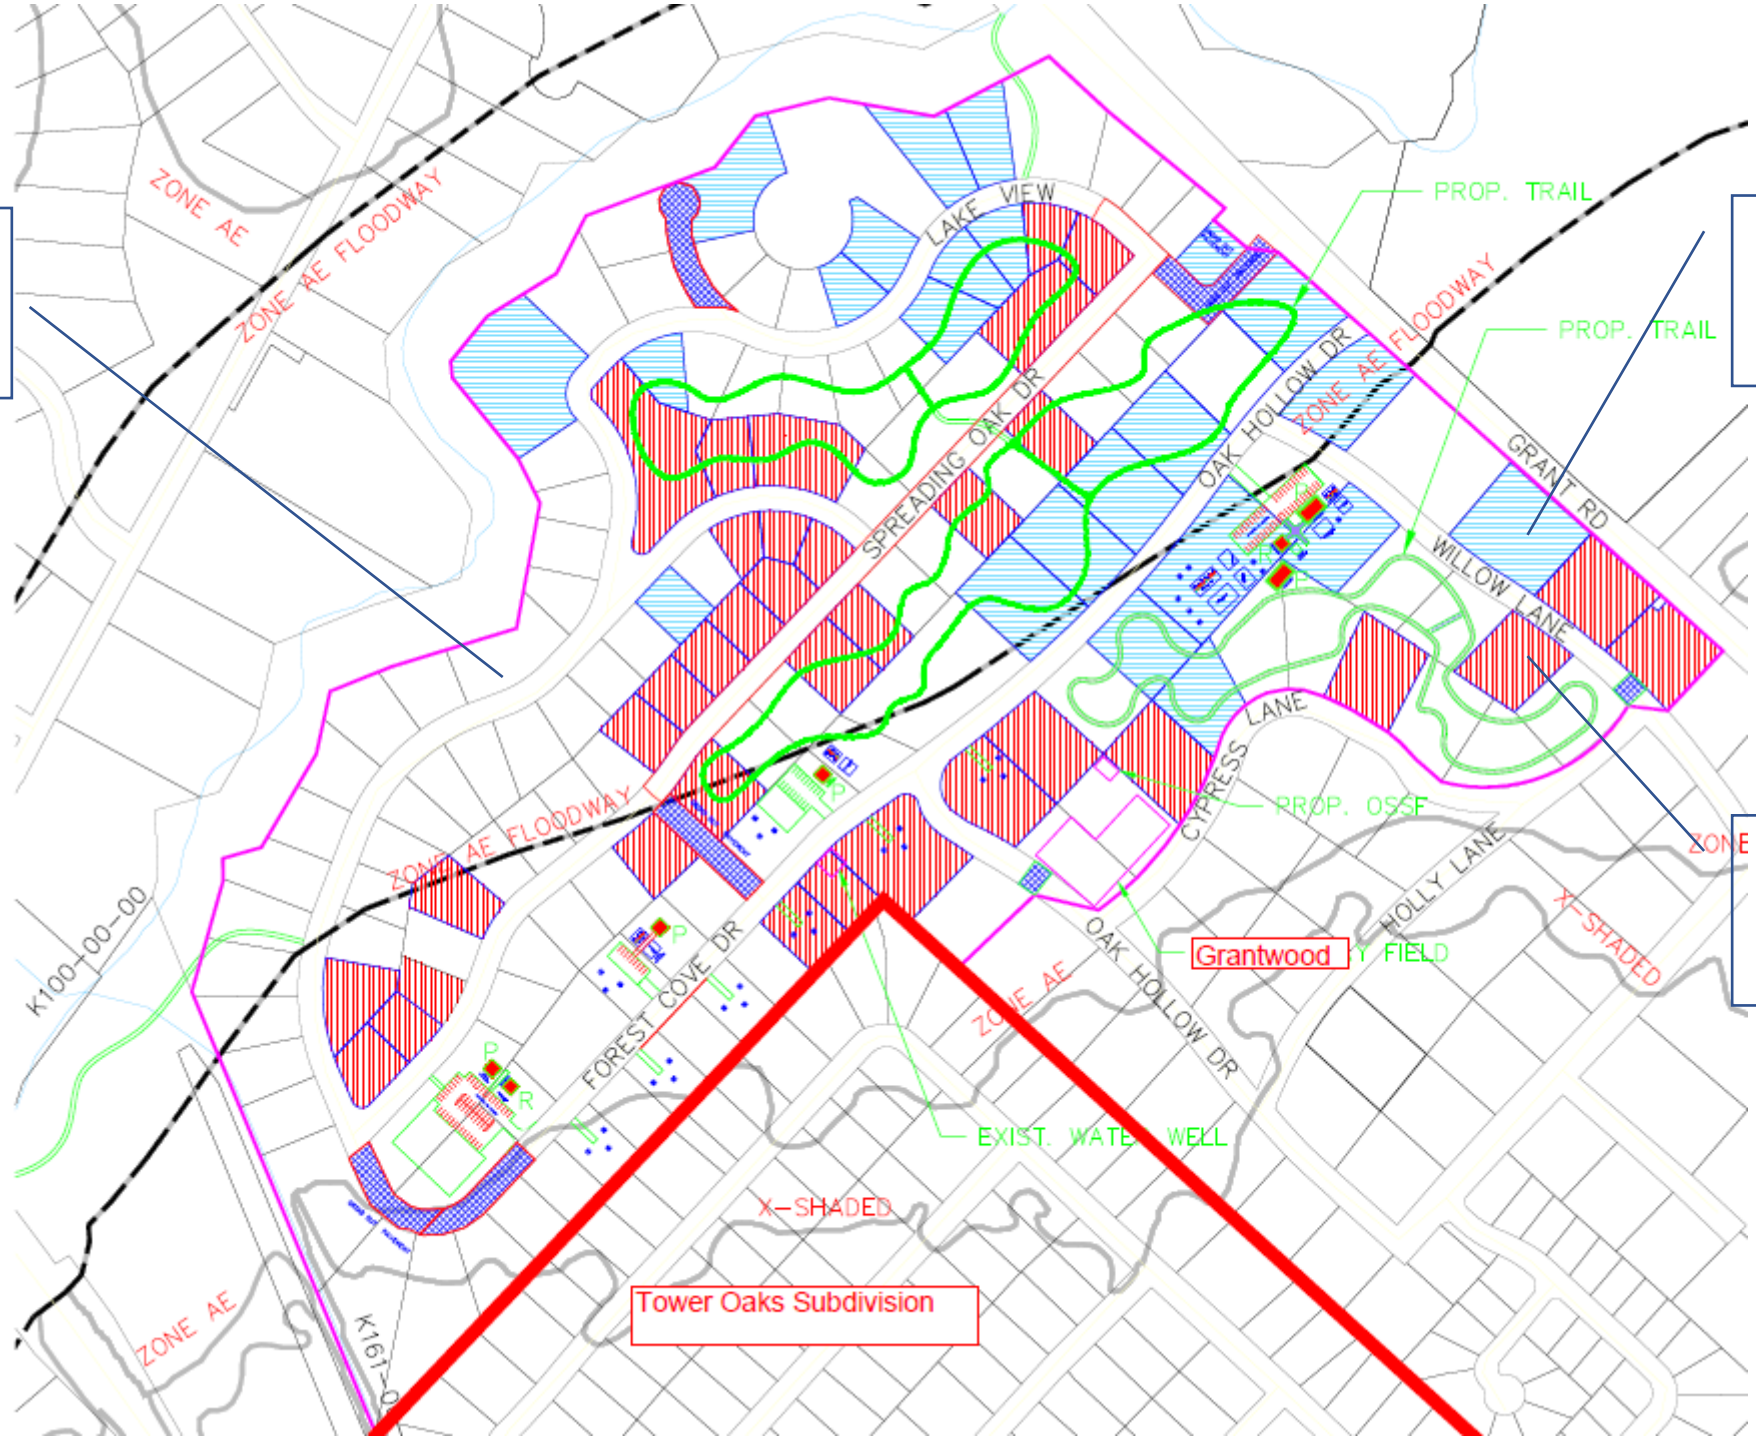 ZONE AE
ZONE AE FLOODWAY
LAKE VIEW
PROP. TRAIL
PROP. TRAIL
ZONE AE FLOODWAY
OAK HOLLOW DR
SPREADING OAK DR
GRANT RD
WILLOW LANE
CYPRESS LANE
PROP. OSSF
ZONE AE FLOODWAY
HOLLY LANE
ZONE
X-SHADED
K100-00-00
P
R
R
Grantwood
Y FIELD
OAK HOLLOW DR
ZONE AE
FOREST COVE DR
P
P
R
EXIST. WATE WELL
X-SHADED
Tower Oaks Subdivision
ZONE AE
K161-0